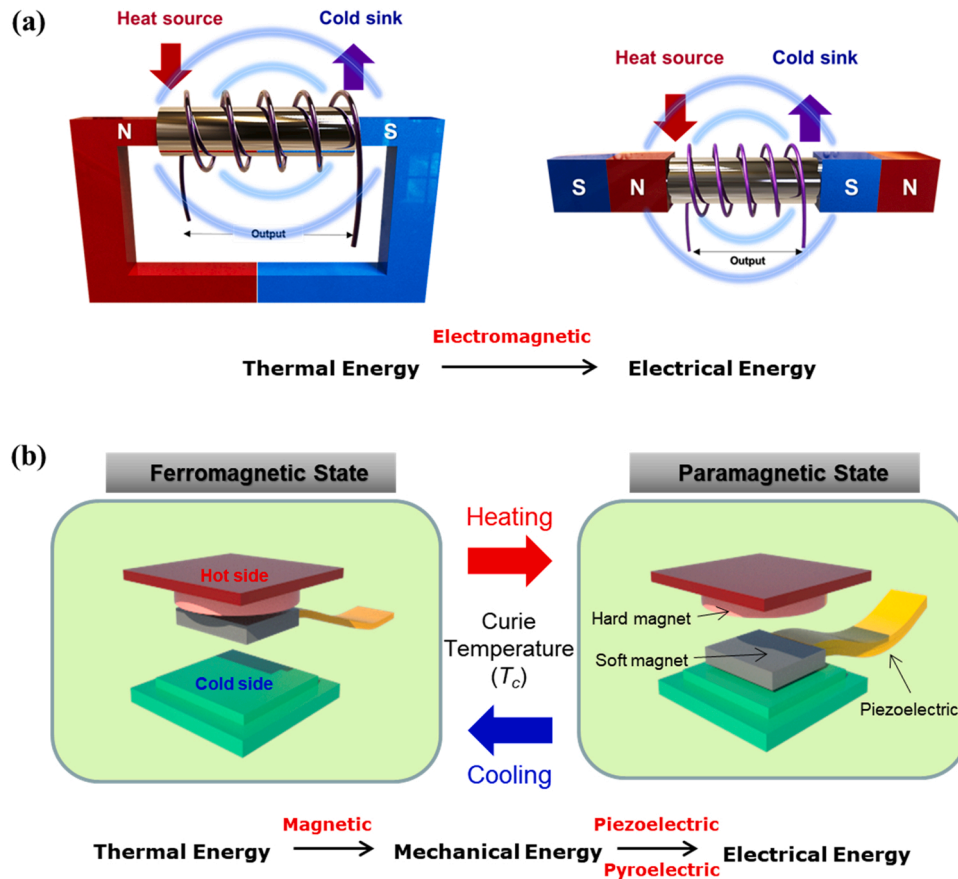 (a)
Heat source
Cold sink
N
S
Output
Heat source
Cold sink
S
N
S
N
Output
Electromagnetic
Thermal Energy
Electrical Energy
(b)
Ferromagnetic State
Paramagnetic State
Hot side
Cold side
Heating
Curie
Temperature
(Tc)
Cooling
Hard magnet
Soft magnet
Piezoelectric
Magnetic
Piezoelectric
Thermal Energy
Mechanical Energy
Electrical Energy
Pyroelectric